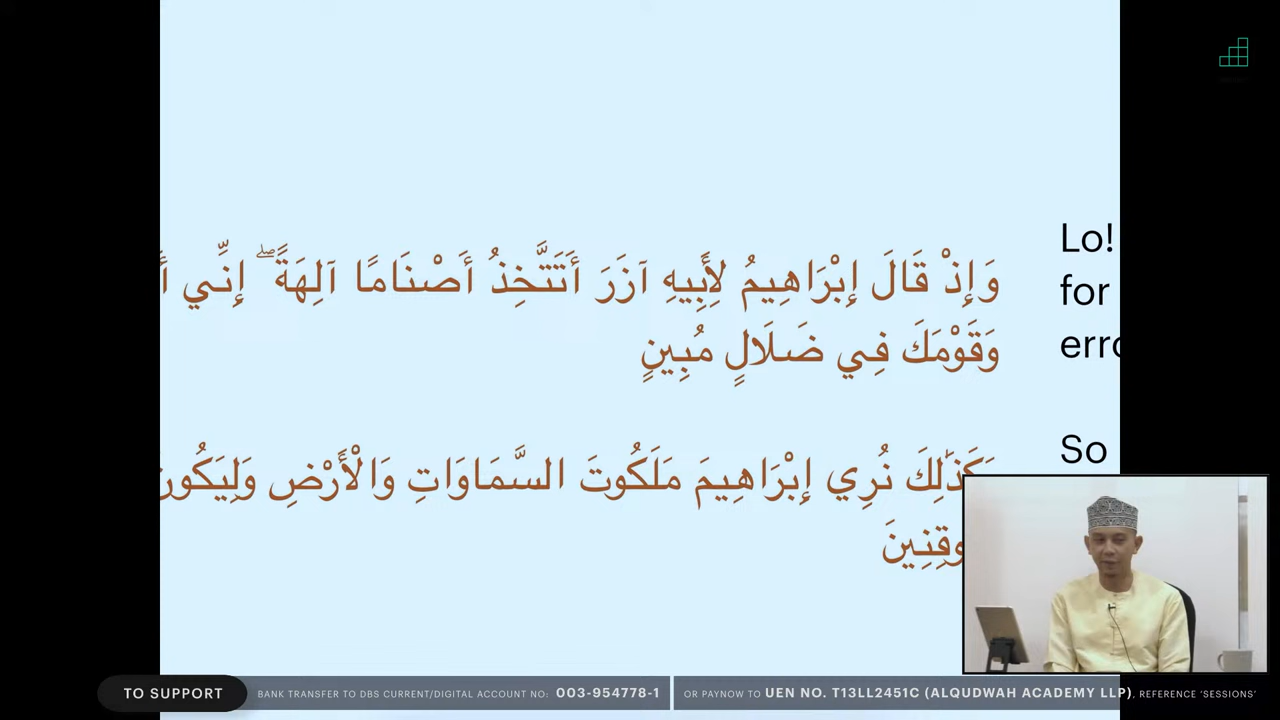 وَإِذْ قَالَ إِبْرَاهِيمُ لِأَبِيهِ آزَرَ أَتَتَّخِذُ أَصْنَامًا آلِهَةً ۖ إِنِّي
وَقَوْمَكَ فِي ضَلَالٍ مُبِينٍ
وَكَذَٰلِكَ نُرِي إِبْرَاهِيمَ مَلَكُوتَ السَّمَاوَاتِ وَالْأَرْضِ
Lo!
for
So
TO SUPPORT
BANK TRANSFER TO DBS CURRENT/DIGITAL ACCOUNT NO: 003-954778-1
OR PAYNOW TO UEN NO. T13LL2451C (ALQUDWAH ACADEMY LLP), REFERENCE 'SESSIONS'